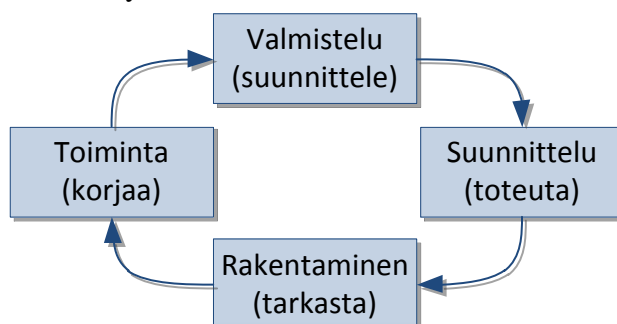 Valmistelu
(suunnittele)
Toiminta
(korjaa)
Suunnittelu
(toteuta)
Rakentaminen
(tarkasta)